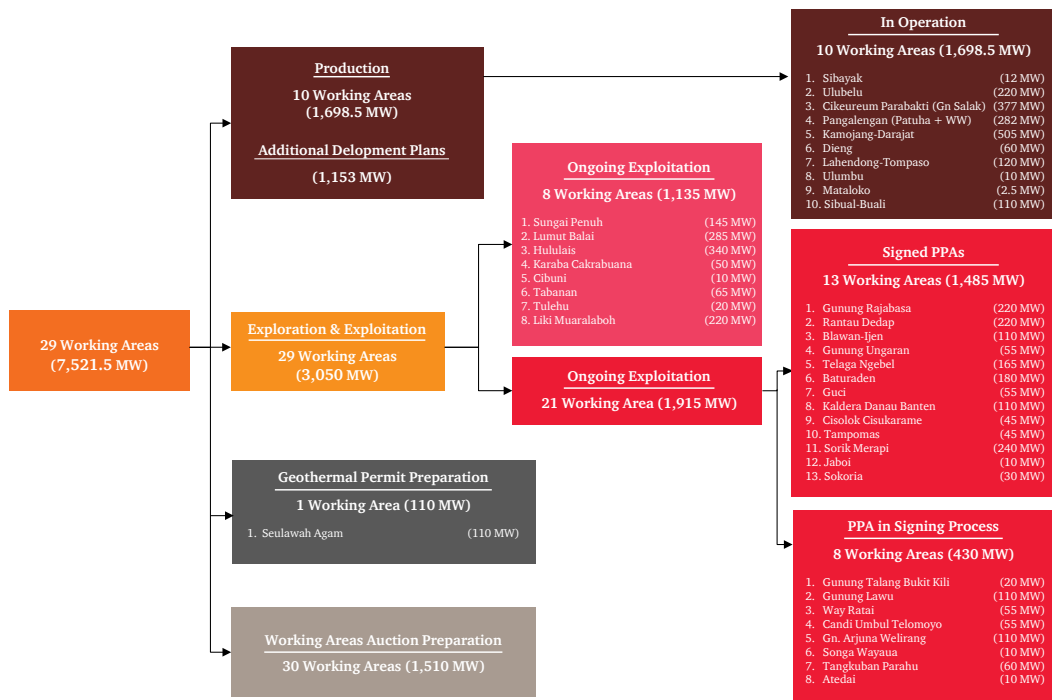 29 Working Areas
(7,521.5 MW)
Production
10 Working Areas
(1,698.5 MW)
Additional Delopment Plans
(1,153 MW)
Exploration & Exploitation
29 Working Areas
(3,050 MW)
Geothermal Permit Preparation
1 Working Area (110 MW)
1. Seulawah Agam (110 MW)
Working Areas Auction Preparation
30 Working Areas (1,510 MW)
Ongoing Exploitation
8 Working Areas (1,135 MW)
1. Sungai Penuh (145 MW)
2. Lumut Balai (285 MW)
3. Hululais (340 MW)
4. Karaba Cakrabuana (50 MW)
5. Cibuni (10 MW)
6. Tabanan (65 MW)
7. Tulehu (20 MW)
8. Liki Muaralaboh (220 MW)
Ongoing Exploitation
21 Working Area (1,915 MW)
In Operation
10 Working Areas (1,698.5 MW)
1. Sibayak (12 MW)
2. Ulubelu (220 MW)
3. Cikeureum Parabakti (Gn Salak) (377 MW)
4. Pangalengan (Patuha + WW) (282 MW)
5. Kamojang-Darajat (505 MW)
6. Dieng (60 MW)
7. Lahendong-Tompaso (120 MW)
8. Ulumbu (10 MW)
9. Mataloko (2.5 MW)
10. Sibual-Buali (110 MW)
Signed PPAs
13 Working Areas (1,485 MW)
1. Gunung Rajabasa (220 MW)
2. Rantau Dedap (220 MW)
3. Blawan-Ijen (110 MW)
4. Gunung Ungaran (55 MW)
5. Telaga Ngebel (165 MW)
6. Baturaden (180 MW)
7. Guci (55 MW)
8. Kaldera Danau Banten (110 MW)
9. Cisolok Cisukarame (45 MW)
10. Tampomas (45 MW)
11. Sorik Merapi (240 MW)
12. Jaboi (10 MW)
13. Sokoria (30 MW)
PPA in Signing Process
8 Working Areas (430 MW)
1. Gunung Talang Bukit Kili (20 MW)
2. Gunung Lawu (110 MW)
3. Way Ratai (55 MW)
4. Candi Umbul Telomoyo (55 MW)
5. Gn. Arjuna Welirang (110 MW)
6. Songa Wayaua (10 MW)
7. Tangkuban Parahu (60 MW)
8. Atedai (10 MW)